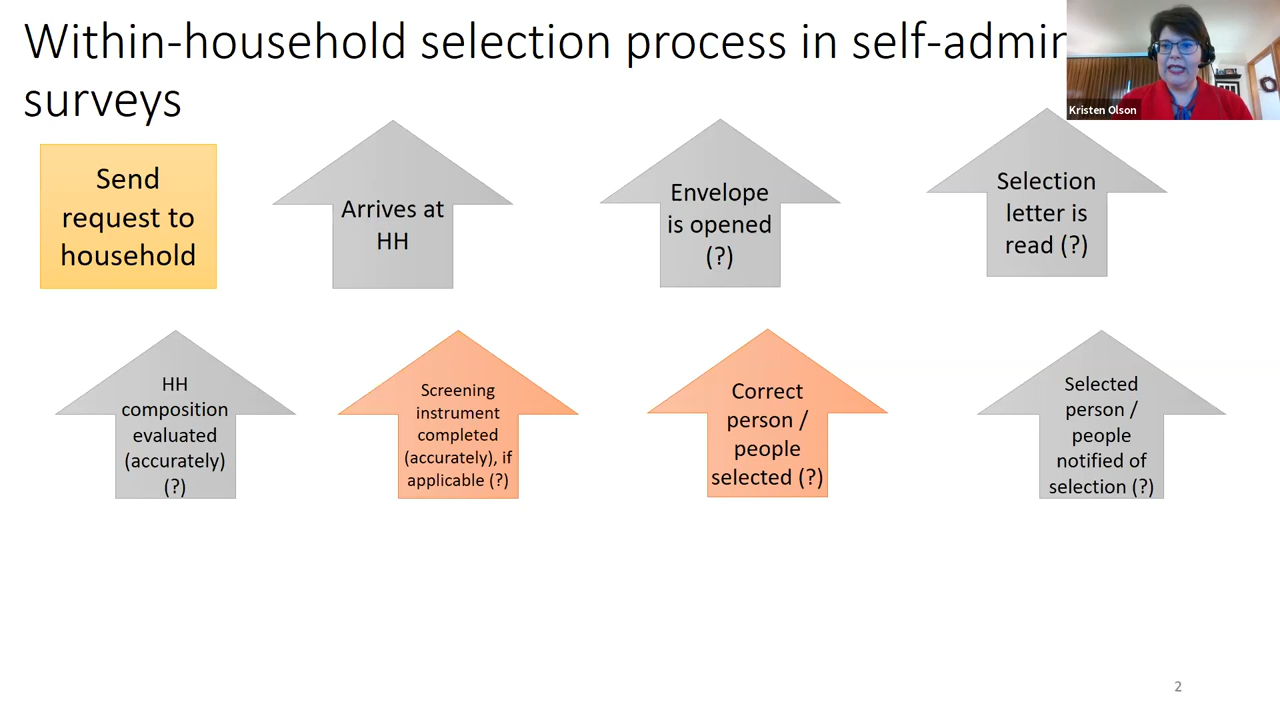 Within-household selection process in self-admin
surveys
Kristen Olson
Send
request to
household
Arrives at
HH
Envelope
is opened
(?)
Selection
letter is
read (?)
HH
composition
evaluated
(accurately)
(?)
Screening
instrument
completed
(accurately), if
applicable (?)
Correct
person /
people
selected (?)
Selected
person /
people
notified of
selection (?)
2